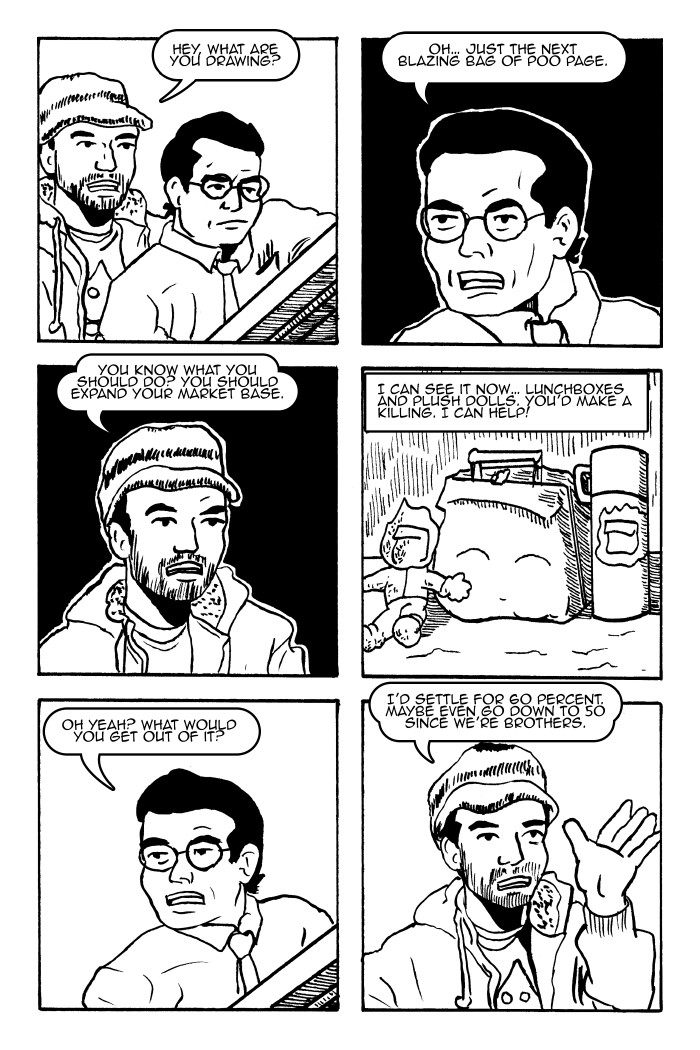 HEY, WHAT ARE
YOU DRAWING?
OH... JUST THE NEXT
BLAZING BAG OF POO PAGE.
YOU KNOW WHAT YOU
SHOULD DO? YOU SHOULD
EXPAND YOUR MARKET BASE.
I CAN SEE IT NOW... LUNCHBOXES
AND PLUSH DOLLS. YOU'D MAKE A
KILLING. I CAN HELP!
OH YEAH? WHAT WOULD
YOU GET OUT OF IT?
I'D SETTLE FOR 60 PERCENT.
MAYBE EVEN GO DOWN TO 50
SINCE WE'RE BROTHERS.